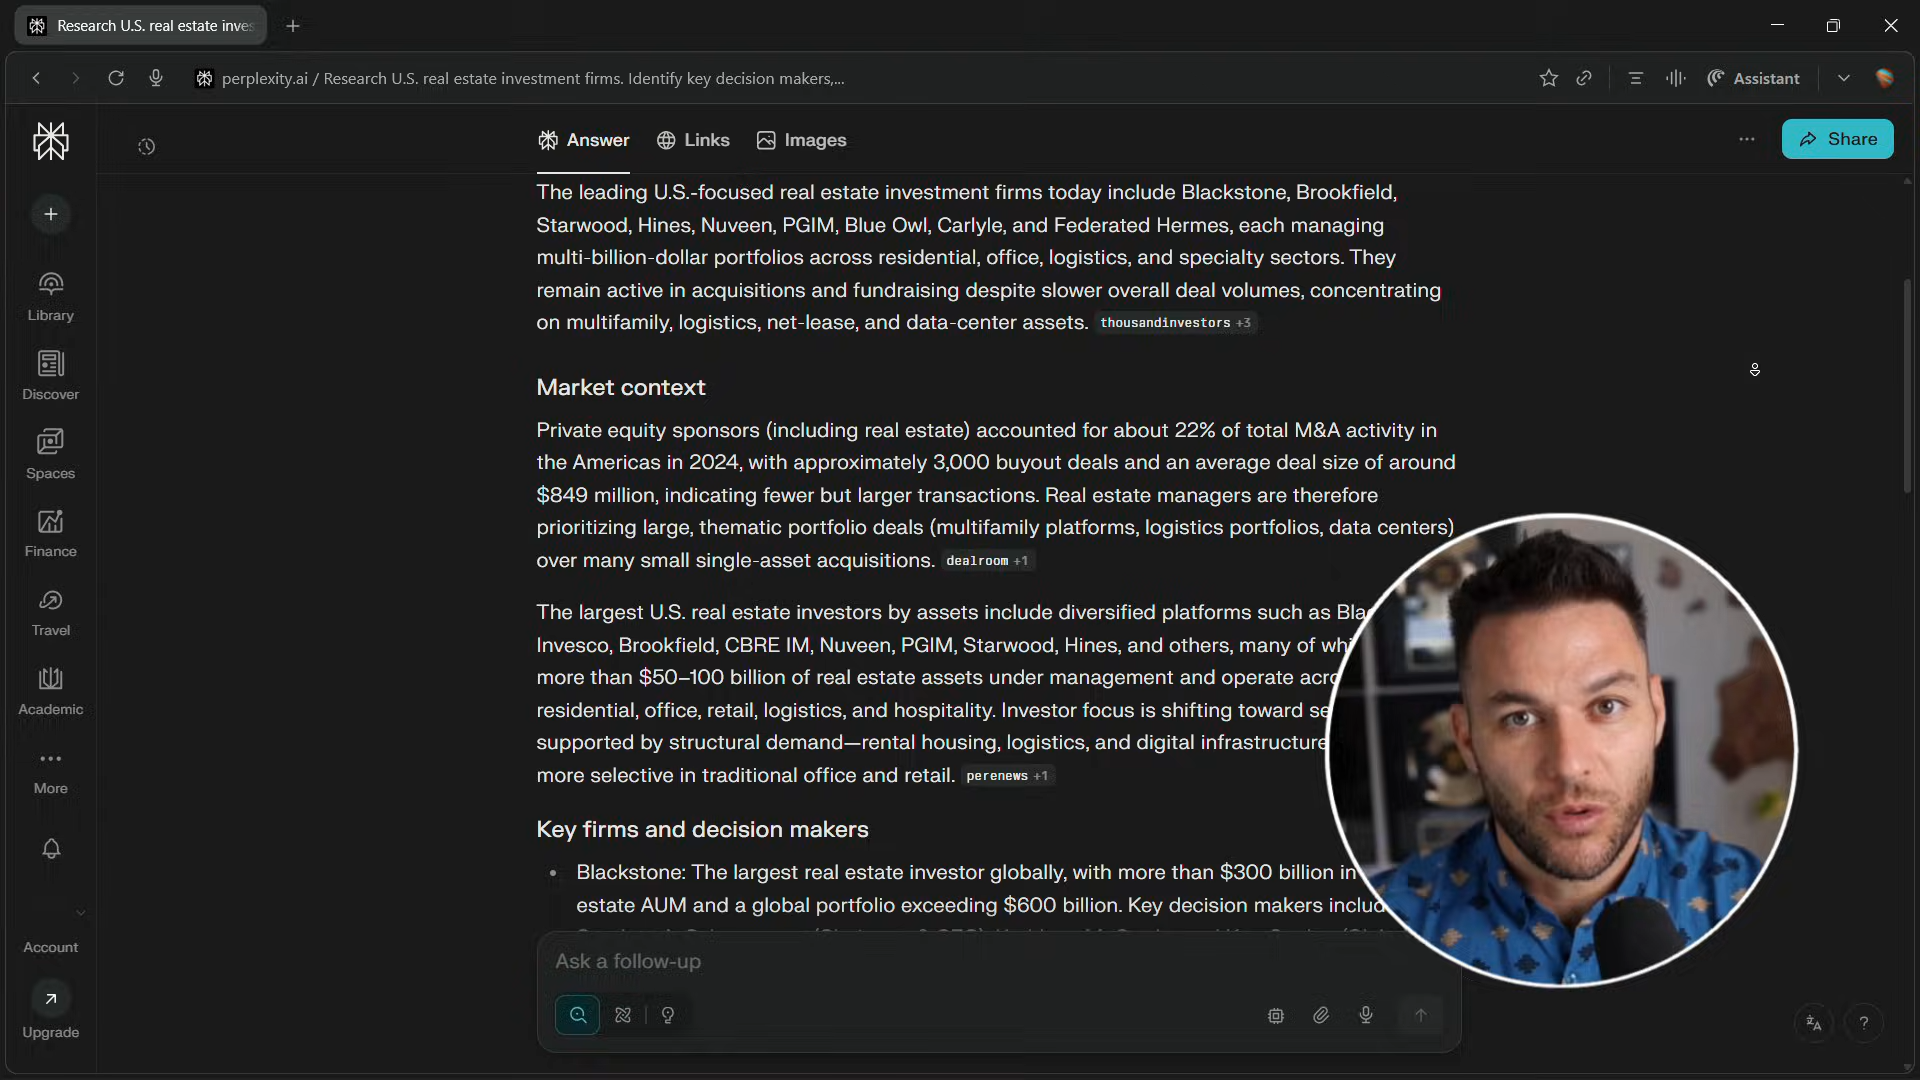 Research U.S. real estate inves
perplexity.ai / Research U.S. real estate investment firms. Identify key decision makers,...
Assistant
Answer
Links
Images
Share
The leading U.S.-focused real estate investment firms today include Blackstone, Brookfield,
Starwood, Hines, Nuveen, PGIM, Blue Owl, Carlyle, and Federated Hermes, each managing
multi-billion-dollar portfolios across residential, office, logistics, and specialty sectors. They
remain active in acquisitions and fundraising despite slower overall deal volumes, concentrating
on multifamily, logistics, net-lease, and data-center assets. thousandinvestors +3
Market context
Private equity sponsors (including real estate) accounted for about 22% of total M&A activity in
the Americas in 2024, with approximately 3,000 buyout deals and an average deal size of around
$849 million, indicating fewer but larger transactions. Real estate managers are therefore
prioritizing large, thematic portfolio deals (multifamily platforms, logistics portfolios, data centers)
over many small single-asset acquisitions. dealroom +1
The largest U.S. real estate investors by assets include diversified platforms such as Blac
Invesco, Brookfield, CBRE IM, Nuveen, PGIM, Starwood, Hines, and others, many of whi
more than $50–100 billion of real estate assets under management and operate acro
residential, office, retail, logistics, and hospitality. Investor focus is shifting toward se
supported by structural demand—rental housing, logistics, and digital infrastructure
more selective in traditional office and retail. perenews +1
Key firms and decision makers
• Blackstone: The largest real estate investor globally, with more than $300 billion in
estate AUM and a global portfolio exceeding $600 billion. Key decision makers includ
Ask a follow-up
Library
Discover
Spaces
Finance
Travel
Academic
More
Account
Upgrade